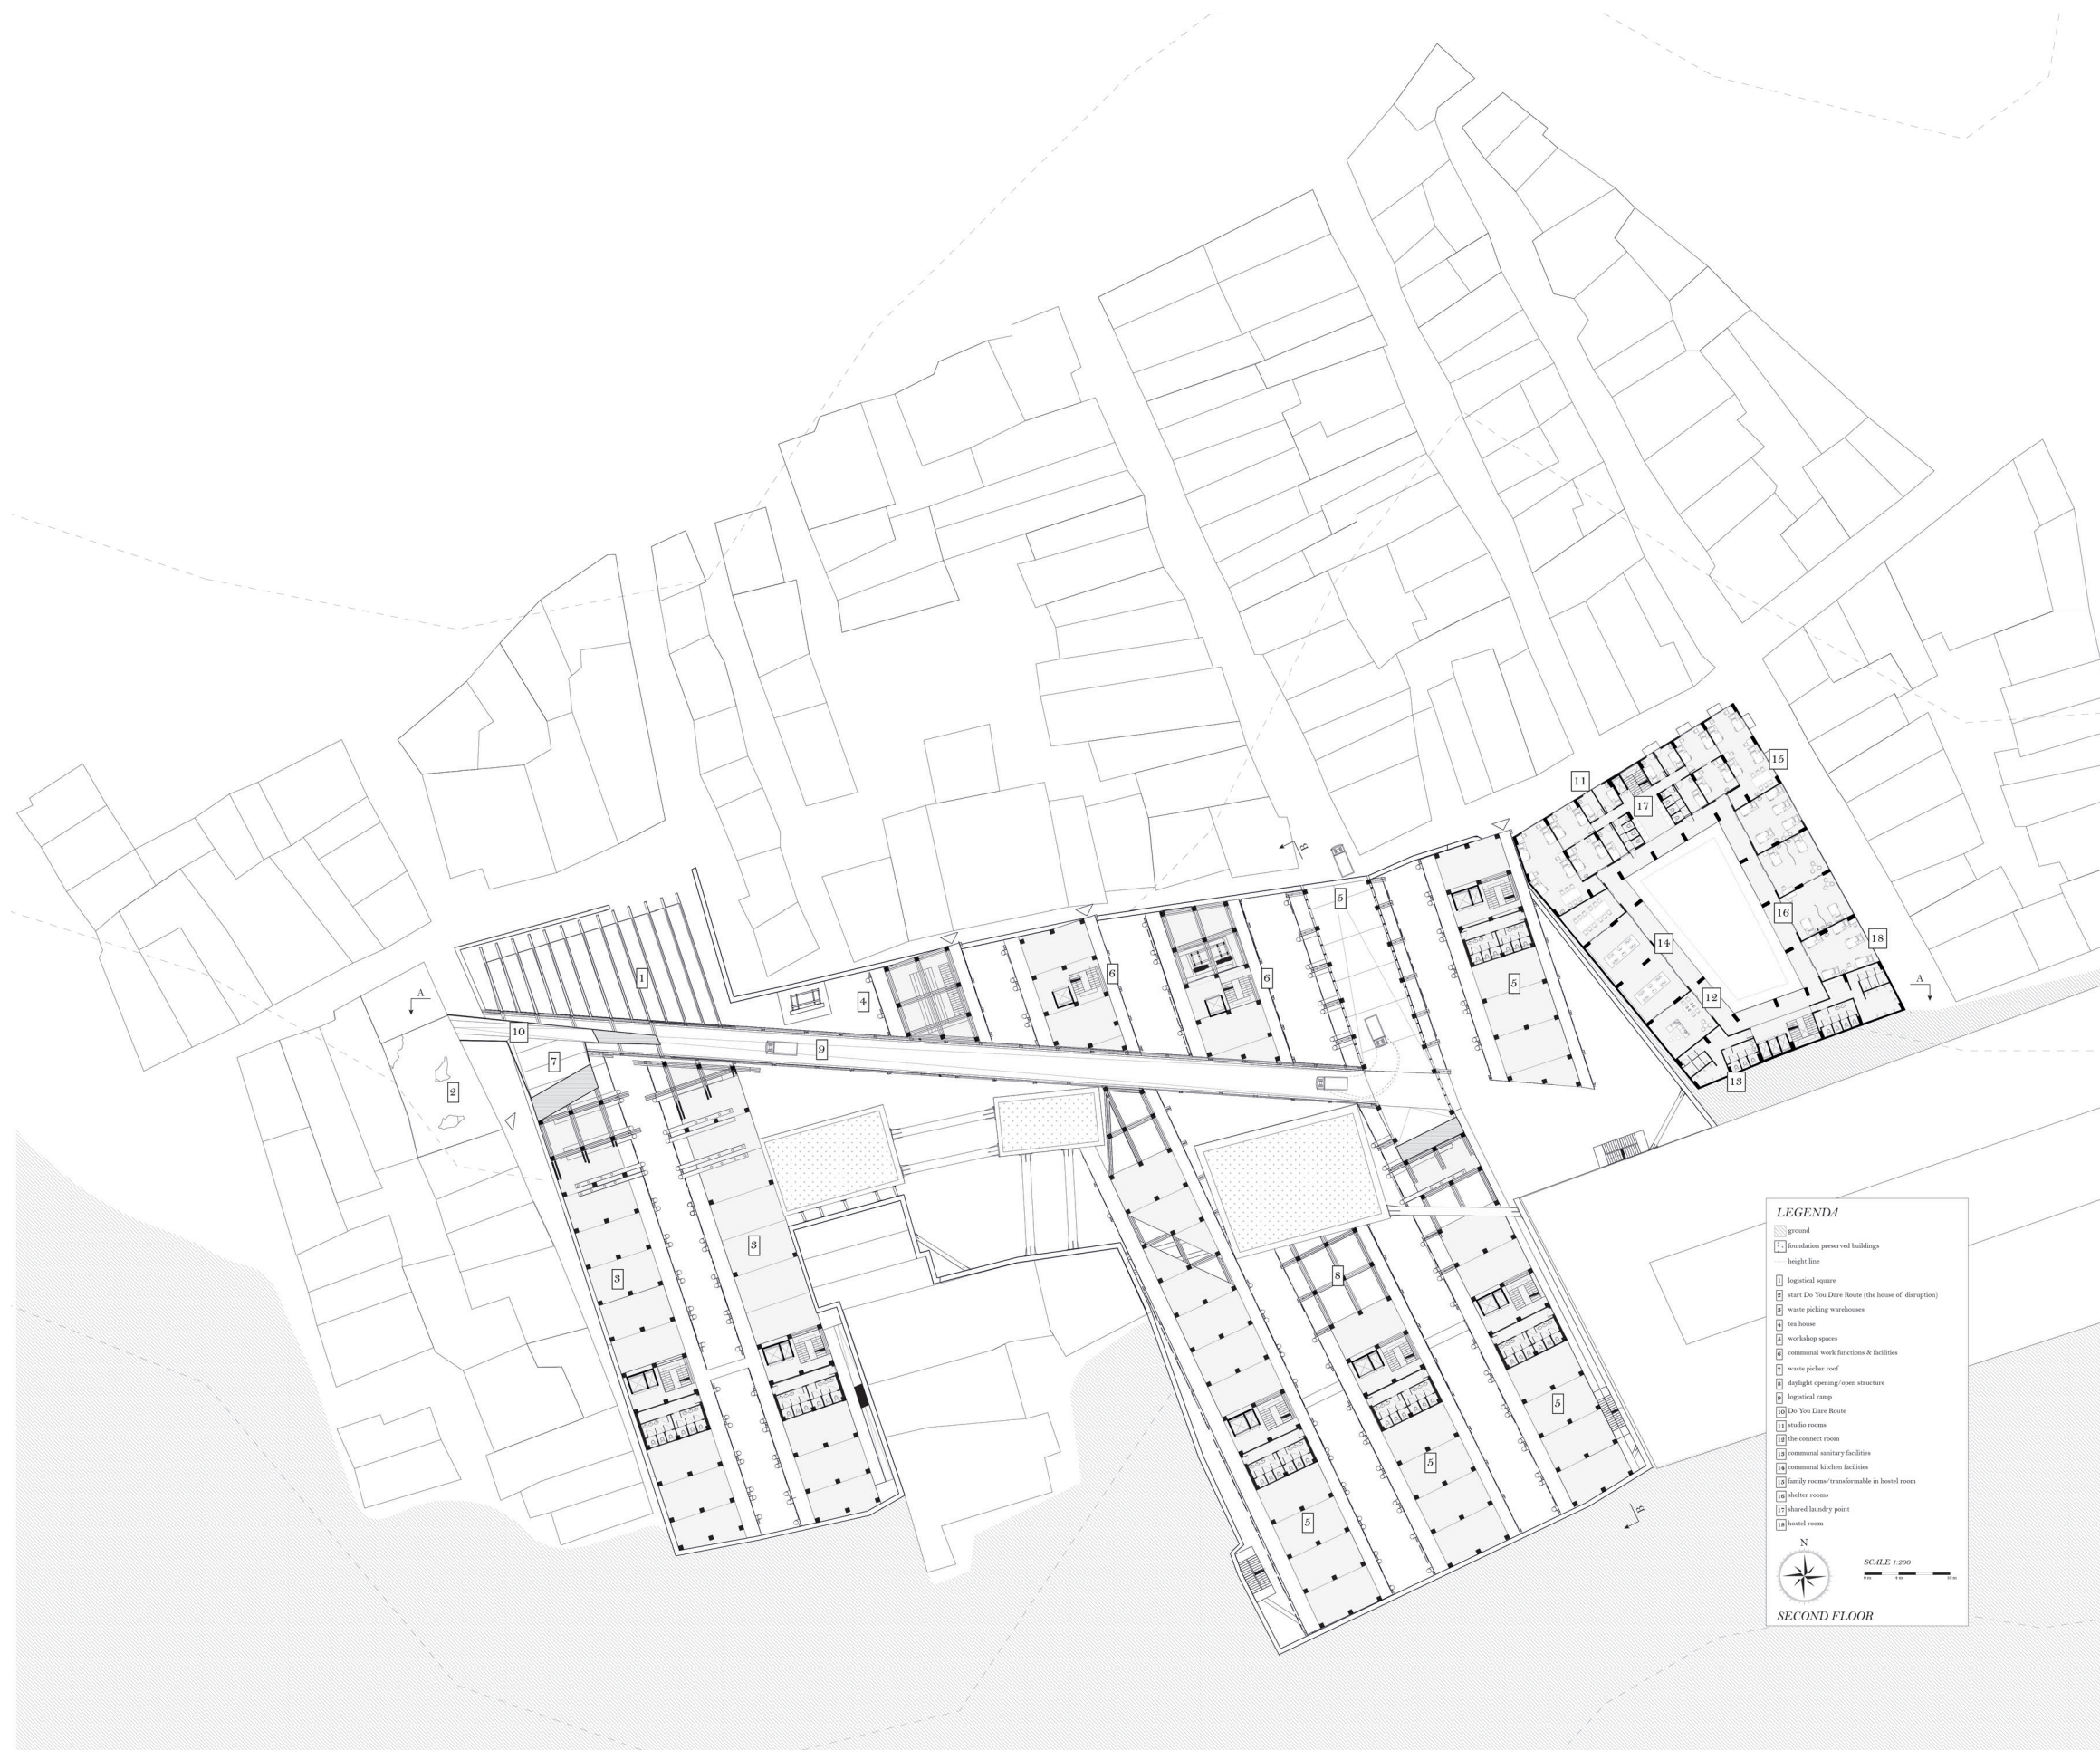 11
15
17
5
16
18
14
6
6
5
1
4
A
A
12
B
10
9
7
2
13
3
8
3
5
5
5
B
LEGENDA
ground
foundation preserved buildings
height line
1 logistical square
2 start Do You Dare Route (the house of disruption)
3 waste picking warehouses
4 tea house
5 workshop spaces
6 communal work functions & facilities
7 waste picker roof
8 daylight opening/open structure
9 logistical ramp
10 Do You Dare Route
11 studio rooms
12 the connect room
13 communal sanitary facilities
14 communal kitchen facilities
15 family rooms/transformable in hostel room
16 shelter rooms
17 shared laundry point
18 hostel room
N
SCALE 1:200
0 m 4 m 10 m
SECOND FLOOR